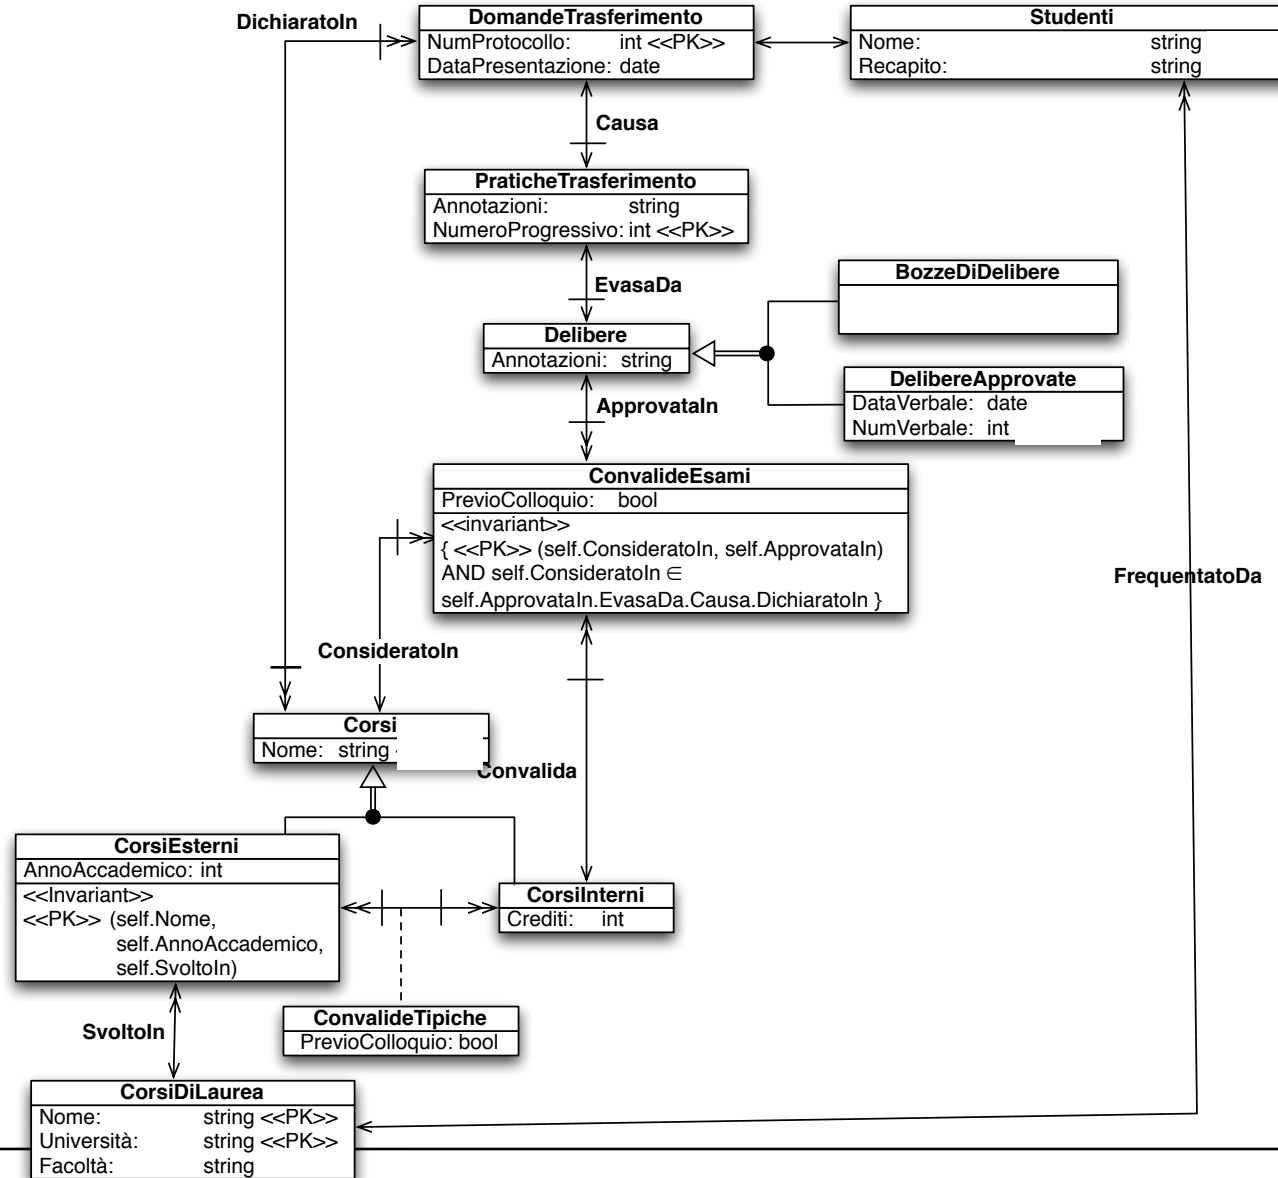 DichiaratoIn
DomandeTrasferimento
NumProtocollo: int <<PK>>
DataPresentazione: date
Studenti
Nome: string
Recapito: string
Causa
PraticheTrasferimento
Annotazioni: string
NumeroProgressivo: int <<PK>>
EvasaDa
BozzeDiDelibere
Delibere
Annotazioni: string
DelibereApprovate
DataVerbale: date
NumVerbale: int
ApprovataIn
ConvalideEsami
PrevioColloquio: bool
<<invariant>>
{ <<PK>> (self.ConsideratoIn, self.ApprovataIn)
AND self.ConsideratoIn ∈
self.ApprovataIn.EvasaDa.Causa.DichiaratoIn }
FrequentatoDa
ConsideratoIn
Corsi
Nome: string
Convalida
CorsiEsterni
AnnoAccademico: int
<<Invariant>>
<<PK>> (self.Nome,
self.AnnoAccademico,
self.SvoltoIn)
CorsiInterni
Crediti: int
ConvalideTipiche
PrevioColloquio: bool
SvoltoIn
CorsiDiLaurea
Nome: string <<PK>>
Università: string <<PK>>
Facoltà: string